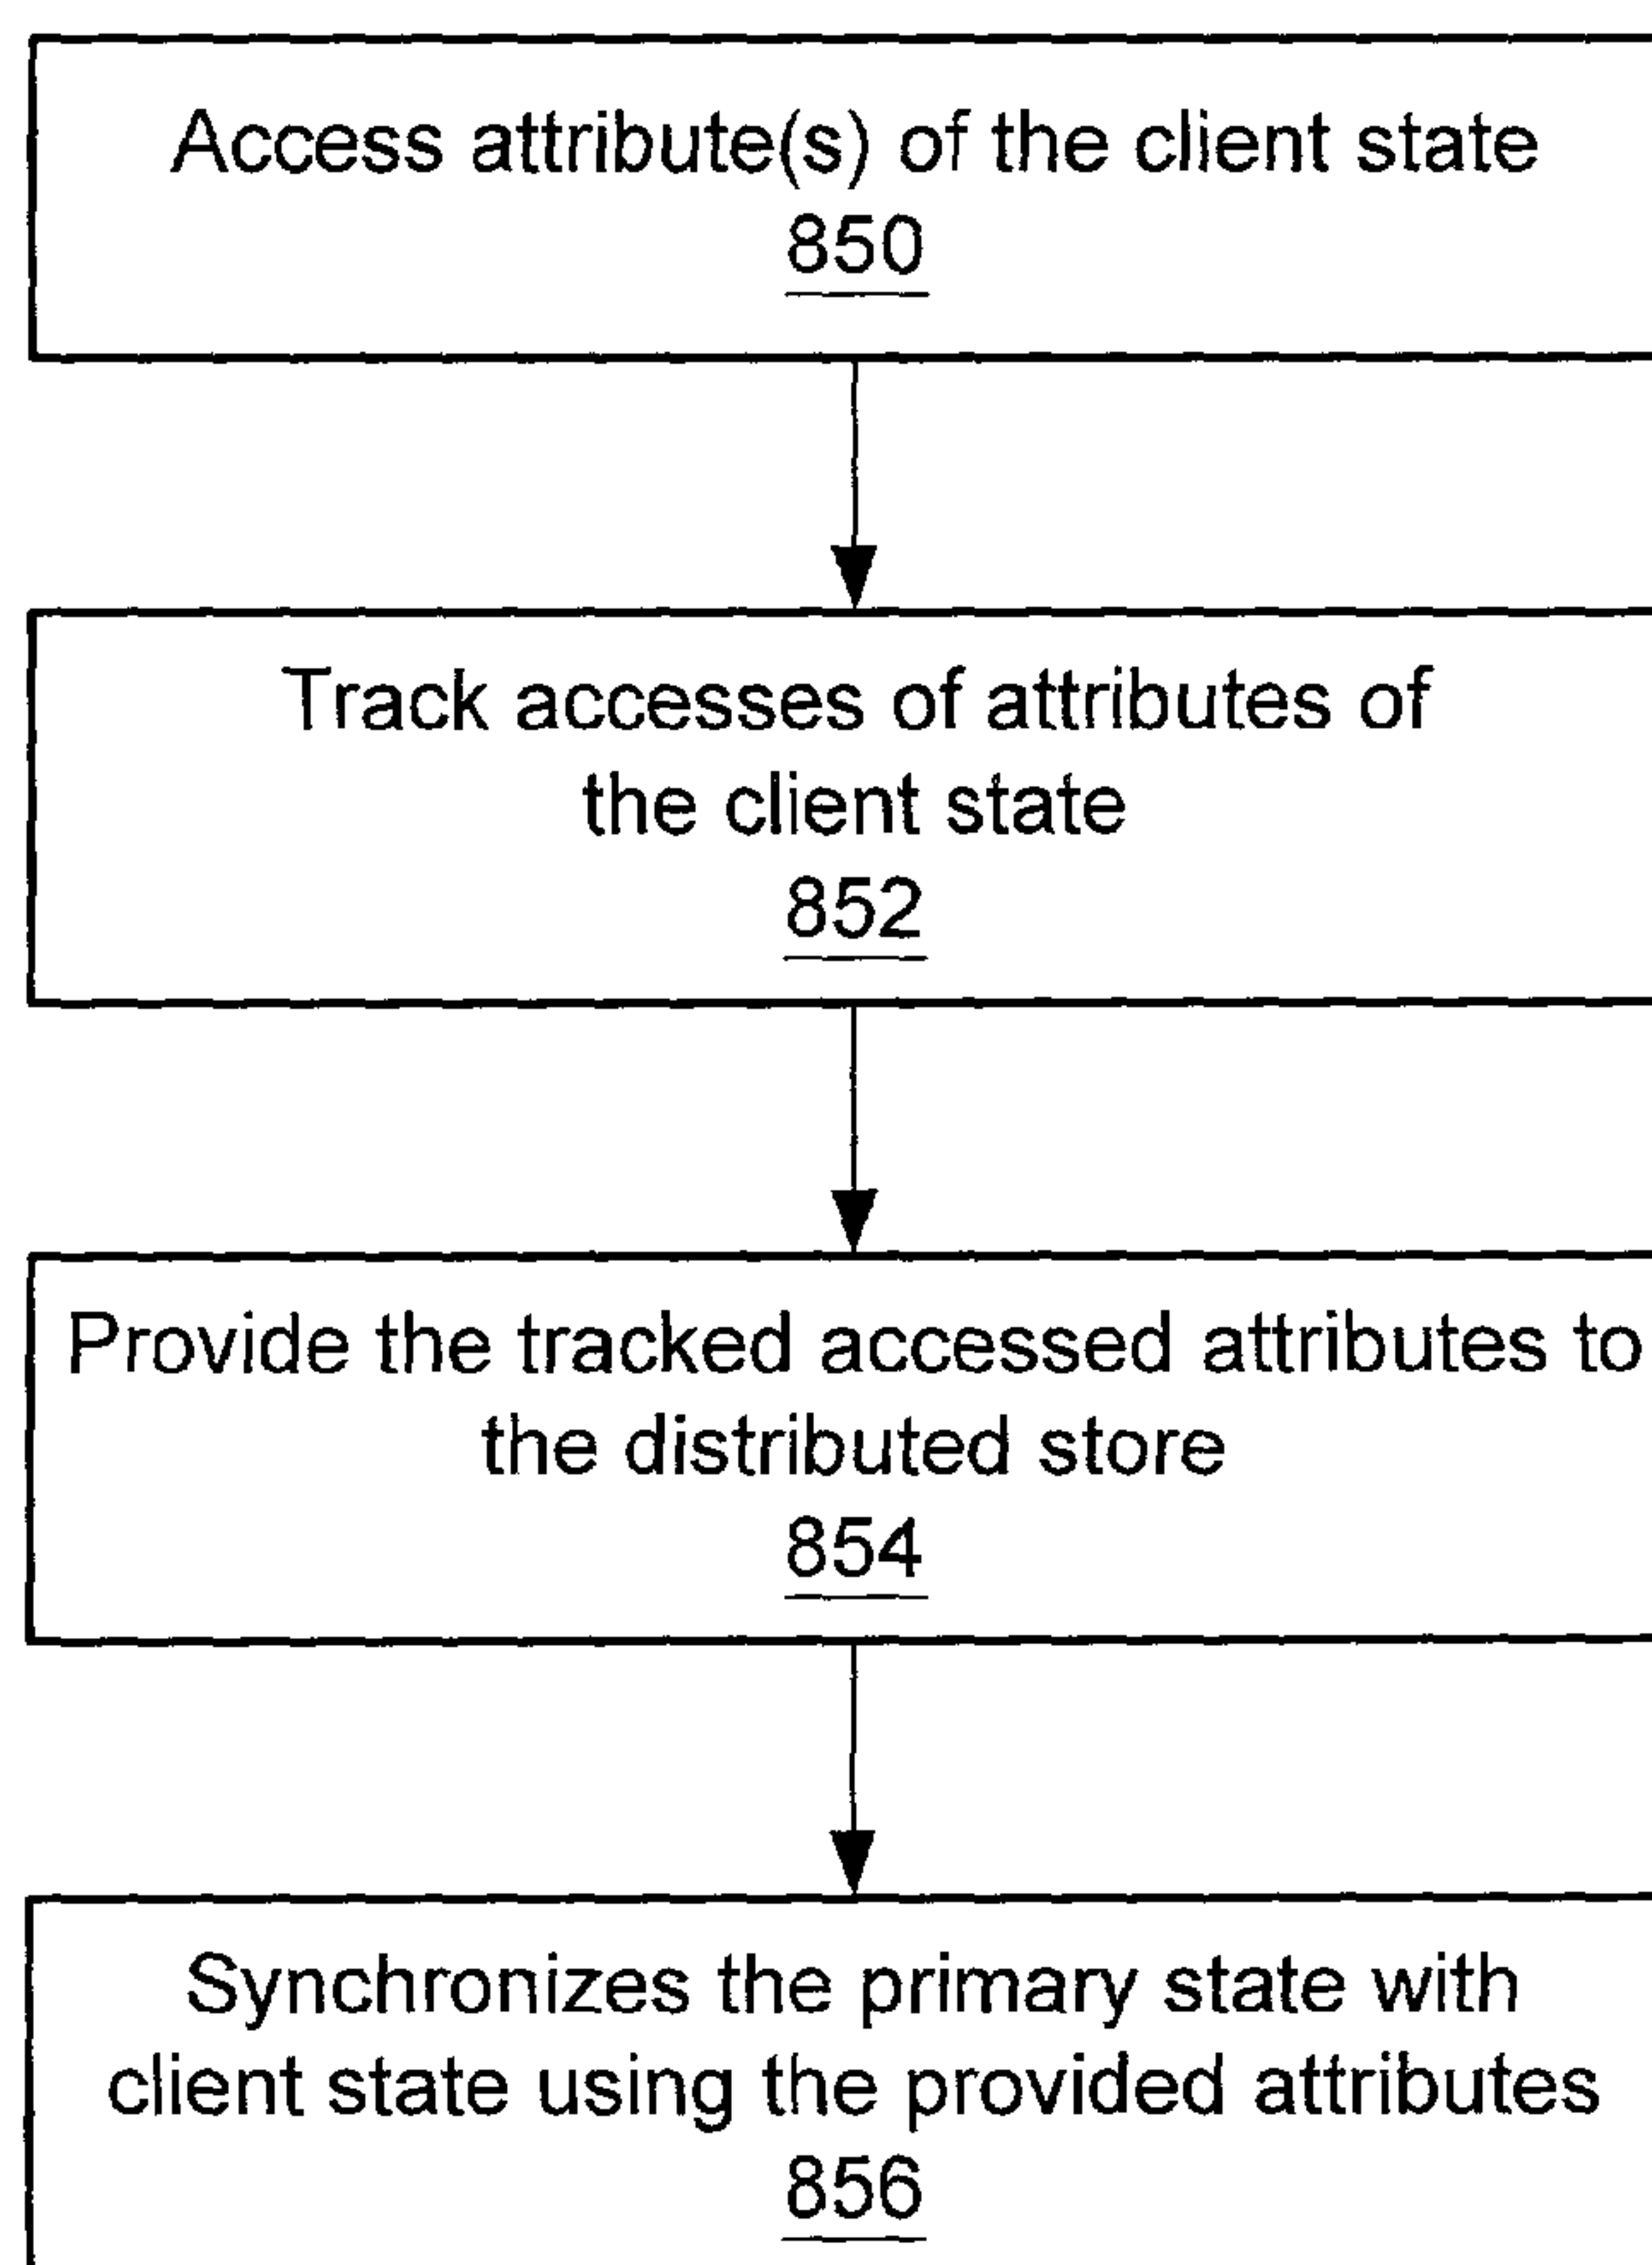 Access attribute(s) of the client state
850
Track accesses of attributes of
the client state
852
Provide the tracked accessed attributes to
the distributed store
854
Synchronizes the primary state with
client state using the provided attributes
856